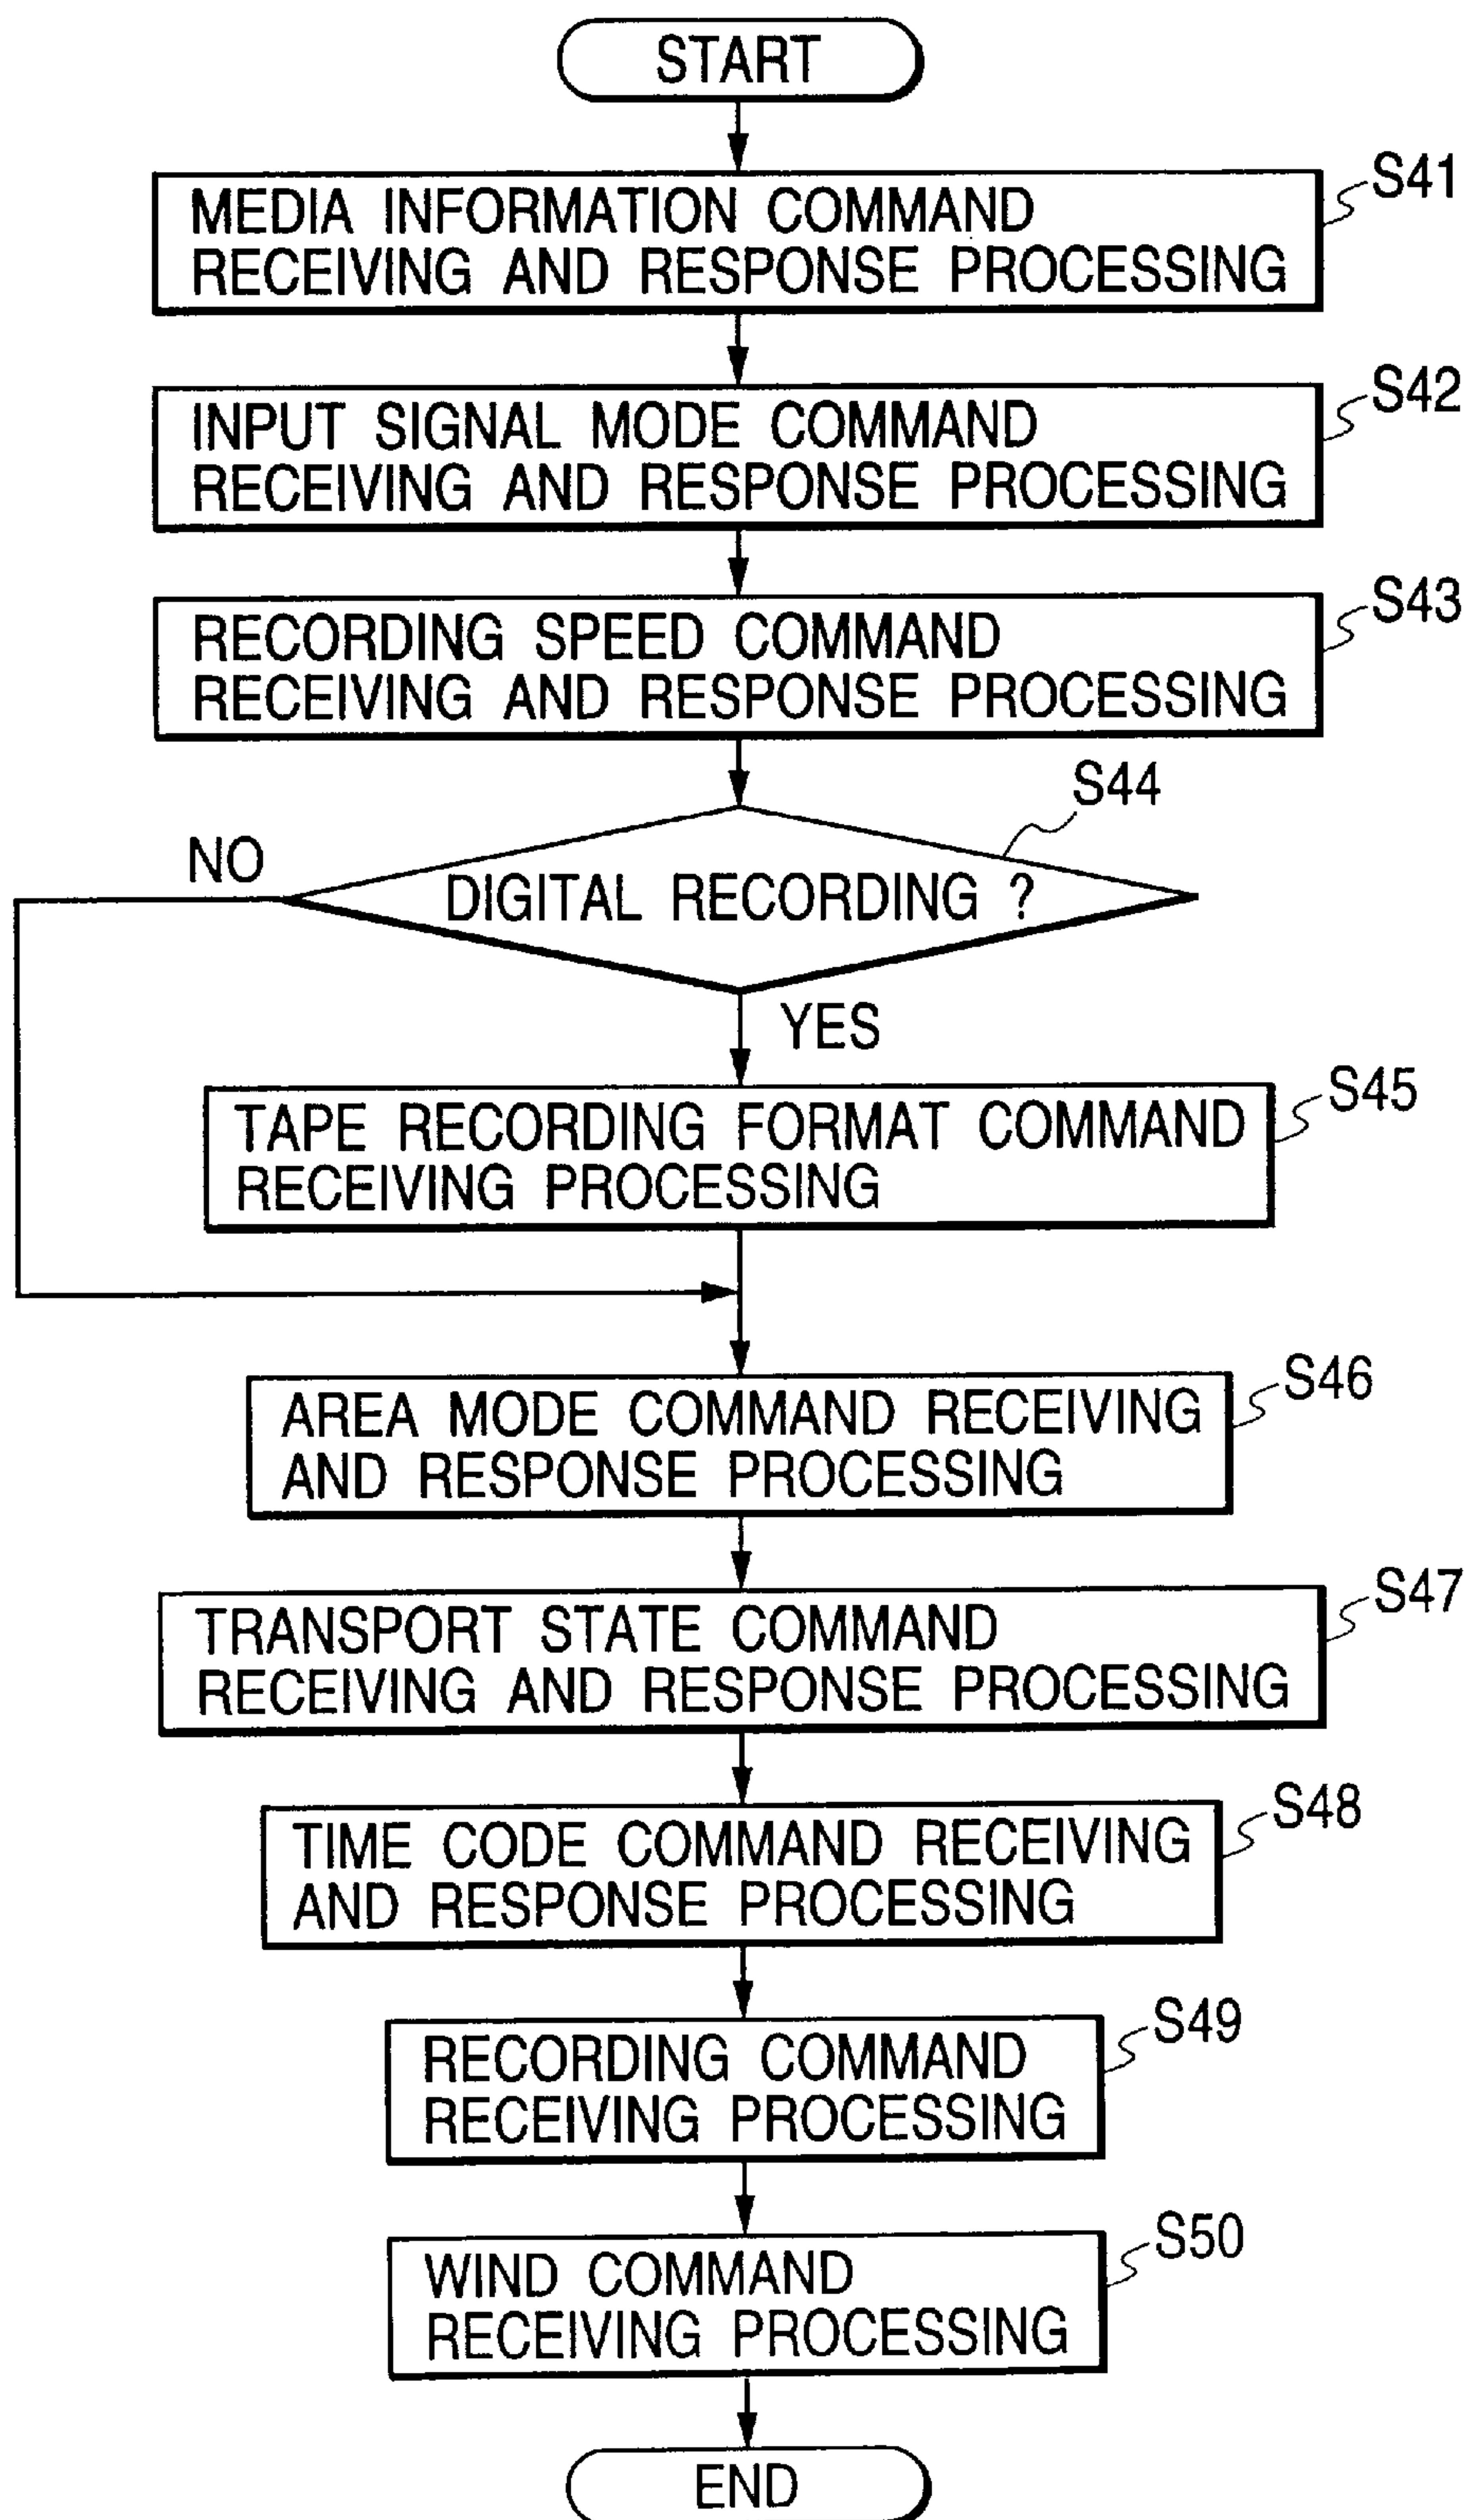 START
S41
MEDIA INFORMATION COMMAND
RECEIVING AND RESPONSE PROCESSING
S42
INPUT SIGNAL MODE COMMAND
RECEIVING AND RESPONSE PROCESSING
S43
RECORDING SPEED COMMAND
RECEIVING AND RESPONSE PROCESSING
S44
NO
DIGITAL RECORDING ?
YES
S45
TAPE RECORDING FORMAT COMMAND
RECEIVING PROCESSING
S46
AREA MODE COMMAND RECEIVING
AND RESPONSE PROCESSING
S47
TRANSPORT STATE COMMAND
RECEIVING AND RESPONSE PROCESSING
S48
TIME CODE COMMAND RECEIVING
AND RESPONSE PROCESSING
S49
RECORDING COMMAND
RECEIVING PROCESSING
S50
WIND COMMAND
RECEIVING PROCESSING
END